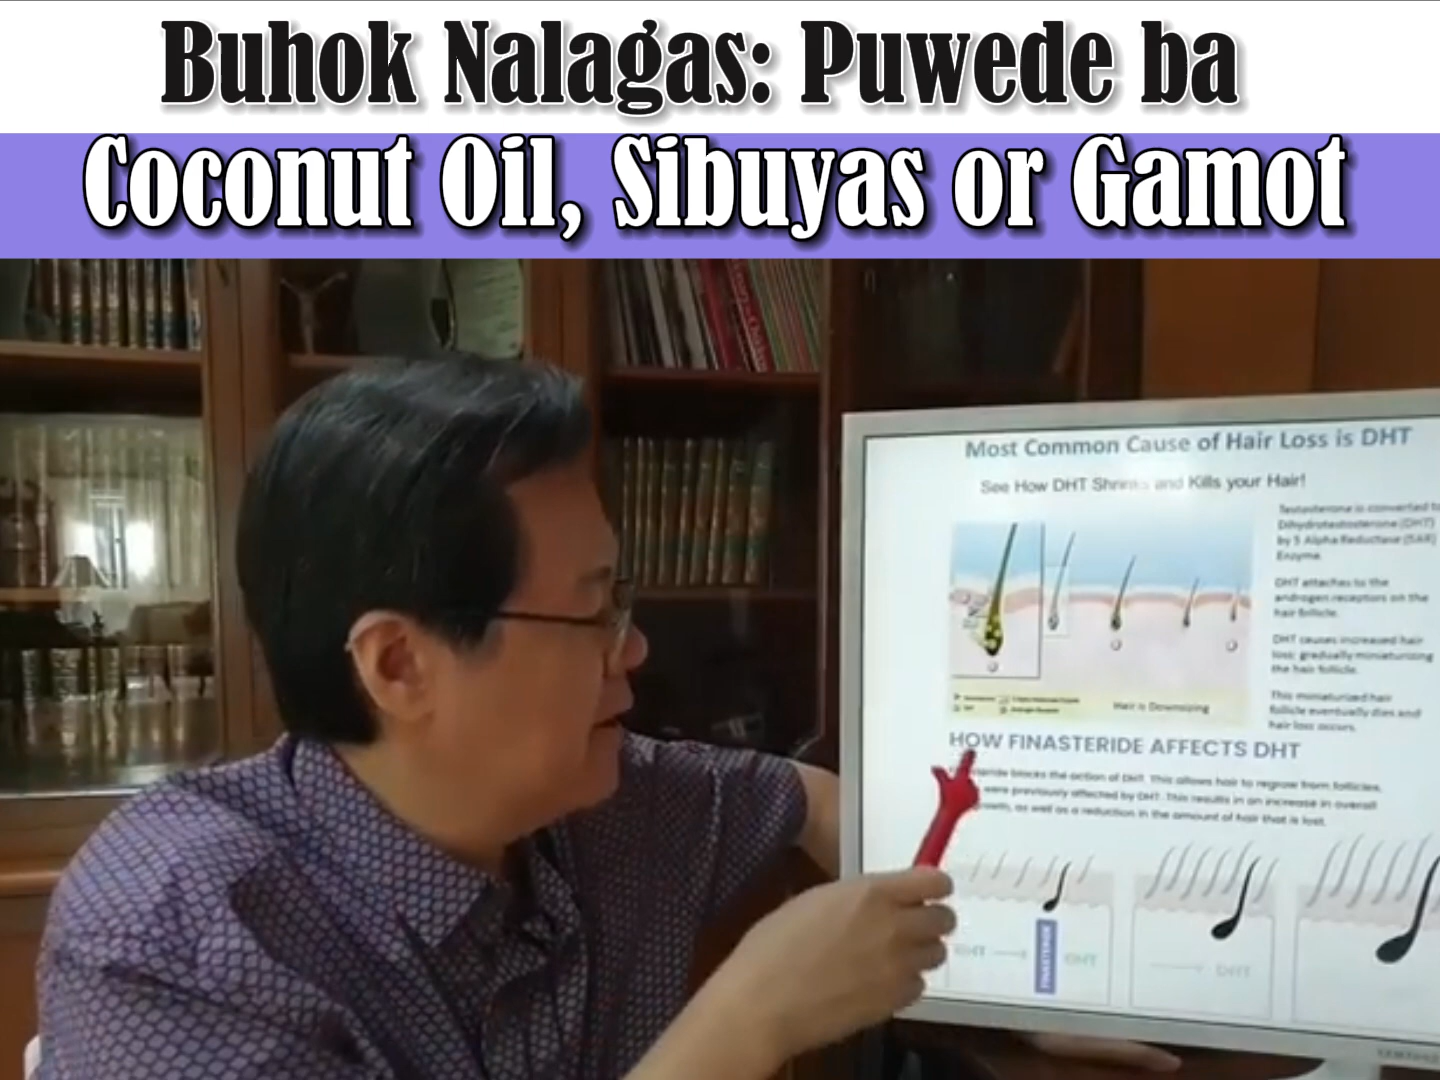 Buhok Nalagas: Puwede ba
Coconut Oil, Sibuyas or Gamot
Most Common Cause of Hair Loss is DHT
See How DHT Shrinks and Kills your Hair!
Testosterone is converted to
Dihydrotestosterone (DHT)
by 5 Alpha Reductase (5AR)
Enzyme.
DHT attaches to the
androgen receptors on the
hair follicle.
DHT causes increased hair
loss: gradually miniaturizing
the hair follicle.
This miniaturized hair
follicle eventually dies and
hair loss occurs.
Hair is Downsizing
HOW FINASTERIDE AFFECTS DHT
blocks the action of DHT. This allows hair to regrow from follicles,
were previously affected by DHT. This results in an increase in overall
as well as a reduction in the amount of hair that is lost.
DHT
FINASTERIDE
DHT
DHT
SAMSUNG